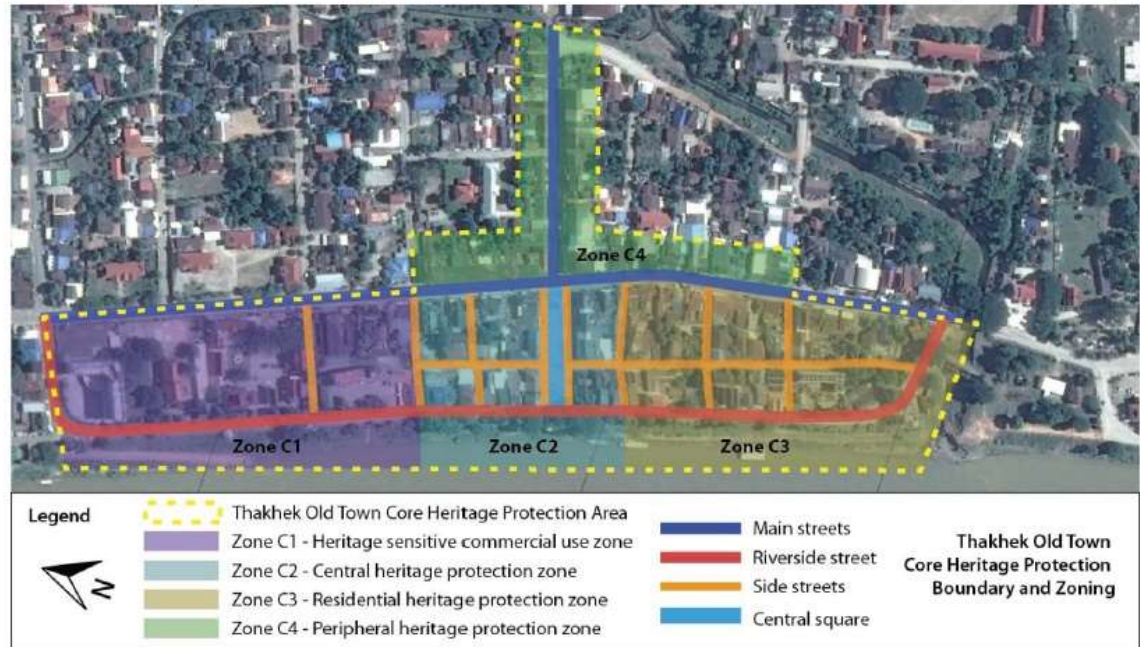 Zone C4
Zone C1
Zone C2
Zone C3
Legend
Thakhek Old Town Core Heritage Protection Area
Zone C1 - Heritage sensitive commercial use zone
Zone C2 - Central heritage protection zone
Zone C3 - Residential heritage protection zone
Zone C4 - Peripheral heritage protection zone
N
Main streets
Riverside street
Side streets
Central square
Thakhek Old Town
Core Heritage Protection
Boundary and Zoning